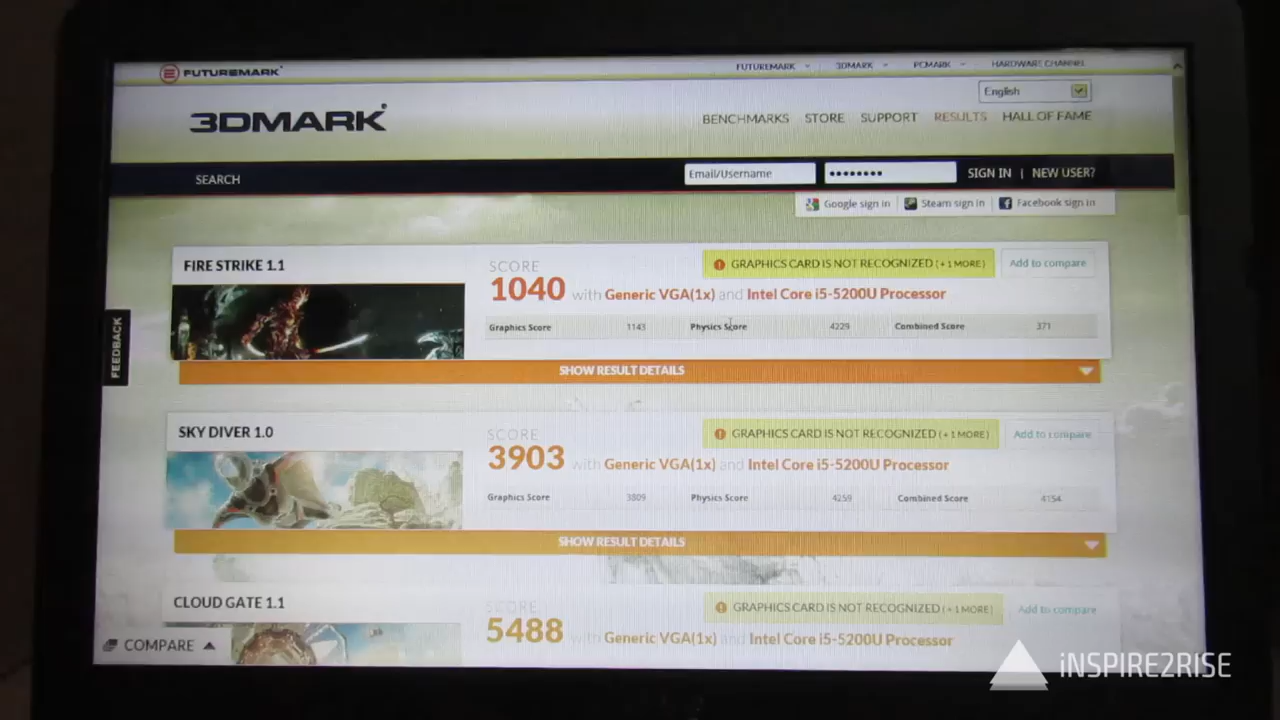 FUTUREMARK
FUTUREMARK 3DMARK PCMARK HARDWARE CHANNEL
English
3DMARK
BENCHMARKS STORE SUPPORT RESULTS HALL OF FAME
SEARCH
Email/Username
SIGN IN | NEW USER?
Google sign in
Steam sign in
Facebook sign in
FIRE STRIKE 1.1
SCORE
GRAPHICS CARD IS NOT RECOGNIZED (+ 1 MORE)
Add to compare
1040 with Generic VGA(1x) and Intel Core i5-5200U Processor
Graphics Score 1143 Physics Score 4229 Combined Score 371
SHOW RESULT DETAILS
FEEDBACK
SKY DIVER 1.0
SCORE
GRAPHICS CARD IS NOT RECOGNIZED (+ 1 MORE)
Add to compare
3903 with Generic VGA(1x) and Intel Core i5-5200U Processor
Graphics Score 3809 Physics Score 4259 Combined Score 4154
SHOW RESULT DETAILS
CLOUD GATE 1.1
SCORE
GRAPHICS CARD IS NOT RECOGNIZED (+ 1 MORE)
Add to compare
5488 with Generic VGA(1x) and Intel Core i5-5200U Processor
COMPARE
iNSPIRE2RISE